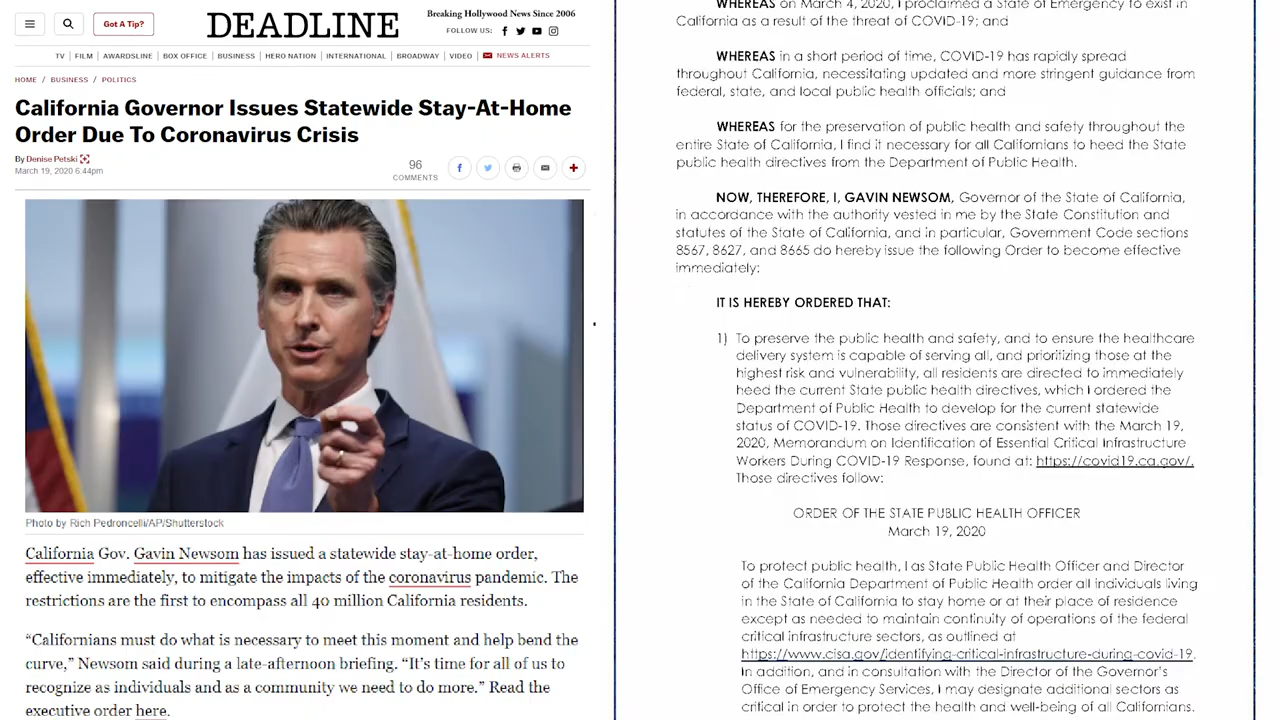 Got A Tip?
DEADLINE
Breaking Hollywood News Since 2006
FOLLOW US:
TV | FILM | AWARDSLINE | BOX OFFICE | BUSINESS | HERO NATION | INTERNATIONAL | BROADWAY | VIDEO | NEWS ALERTS
HOME / BUSINESS / POLITICS
California Governor Issues Statewide Stay-At-Home
Order Due To Coronavirus Crisis
By Denise Petski
March 19, 2020 6:44pm
96
COMMENTS
Photo by Rich Pedroncelli/AP/Shutterstock
California Gov. Gavin Newsom has issued a statewide stay-at-home order,
effective immediately, to mitigate the impacts of the coronavirus pandemic. The
restrictions are the first to encompass all 40 million California residents.
“Californians must do what is necessary to meet this moment and help bend the
curve,” Newsom said during a late-afternoon briefing. “It’s time for all of us to
recognize as individuals and as a community we need to do more.” Read the
executive order here.
WHEREAS on March 4, 2020, I proclaimed a State of Emergency to exist in
California as a result of the threat of COVID-19; and
WHEREAS in a short period of time, COVID-19 has rapidly spread
throughout California, necessitating updated and more stringent guidance from
federal, state, and local public health officials; and
WHEREAS for the preservation of public health and safety throughout the
entire State of California, I find it necessary for all Californians to heed the State
public health directives from the Department of Public Health.
NOW, THEREFORE, I, GAVIN NEWSOM, Governor of the State of California,
in accordance with the authority vested in me by the State Constitution and
statutes of the State of California, and in particular, Government Code sections
8567, 8627, and 8665 do hereby issue the following Order to become effective
immediately:
IT IS HEREBY ORDERED THAT:
1) To preserve the public health and safety, and to ensure the healthcare
delivery system is capable of serving all, and prioritizing those at the
highest risk and vulnerability, all residents are directed to immediately
heed the current State public health directives, which I ordered the
Department of Public Health to develop for the current statewide
status of COVID-19. Those directives are consistent with the March 19,
2020, Memorandum on Identification of Essential Critical Infrastructure
Workers During COVID-19 Response, found at: https://covid19.ca.gov/.
Those directives follow:
ORDER OF THE STATE PUBLIC HEALTH OFFICER
March 19, 2020
To protect public health, I as State Public Health Officer and Director
of the California Department of Public Health order all individuals living
in the State of California to stay home or at their place of residence
except as needed to maintain continuity of operations of the federal
critical infrastructure sectors, as outlined at
https://www.cisa.gov/identifying-critical-infrastructure-during-covid-19.
In addition, and in consultation with the Director of the Governor's
Office of Emergency Services, I may designate additional sectors as
critical in order to protect the health and well-being of all Californians.